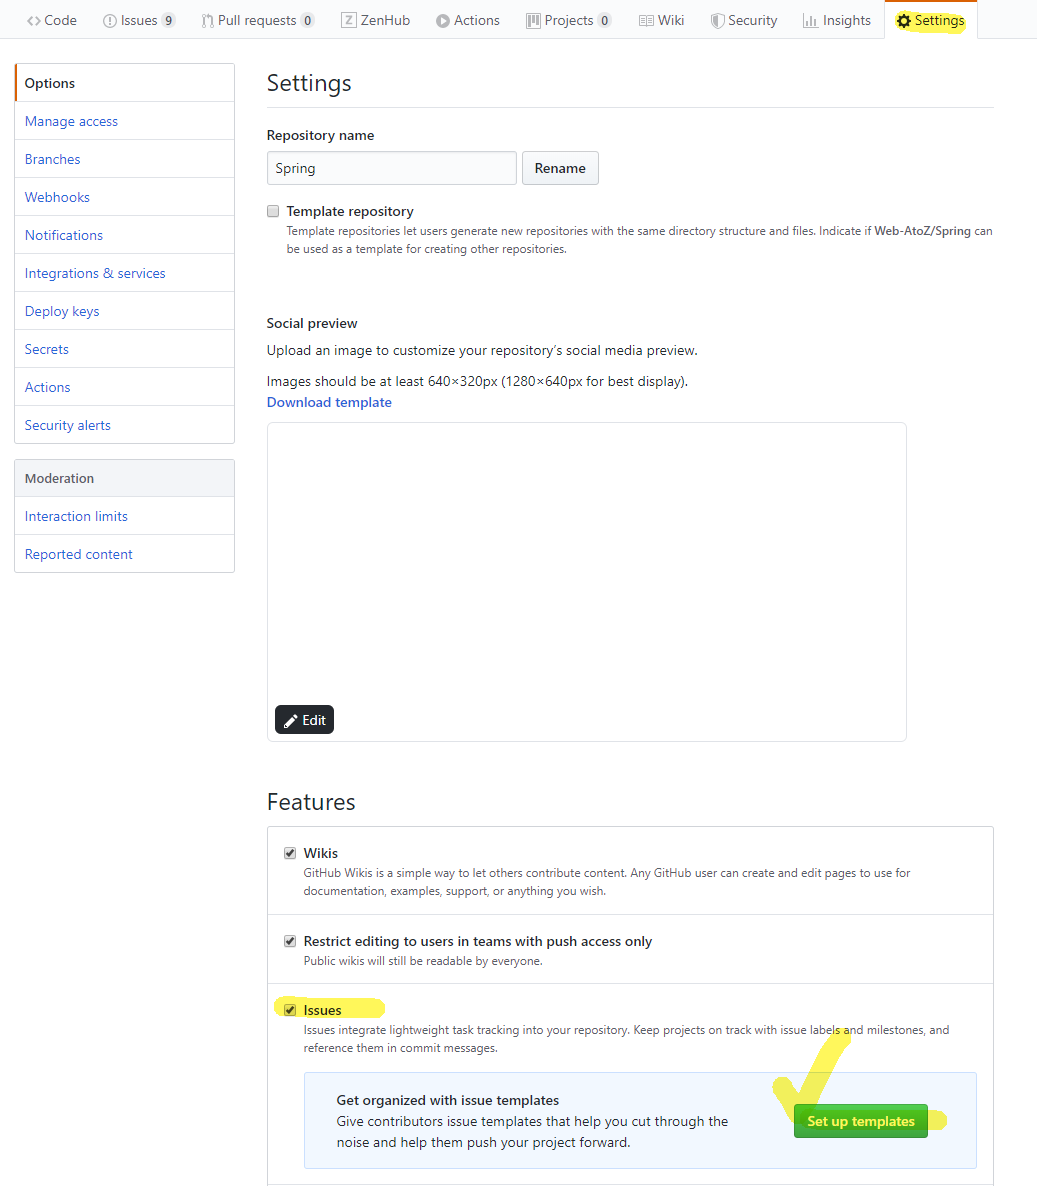 Code Issues 9 Pull requests 0 ZenHub Actions Projects 0 Wiki Security Insights Settings
Options
Manage access
Branches
Webhooks
Notifications
Integrations & services
Deploy keys
Secrets
Actions
Security alerts
Moderation
Interaction limits
Reported content
Settings
Repository name
Spring Rename
Template repository
Template repositories let users generate new repositories with the same directory structure and files. Indicate if Web-AtoZ/Spring can
be used as a template for creating other repositories.
Social preview
Upload an image to customize your repository's social media preview.
Images should be at least 640×320px (1280×640px for best display).
Download template
Edit
Features
Wikis
GitHub Wikis is a simple way to let others contribute content. Any GitHub user can create and edit pages to use for
documentation, examples, support, or anything you wish.
Restrict editing to users in teams with push access only
Public wikis will still be readable by everyone.
Issues
Issues integrate lightweight task tracking into your repository. Keep projects on track with issue labels and milestones, and
reference them in commit messages.
Get organized with issue templates
Give contributors issue templates that help you cut through the
noise and help them push your project forward.
Set up templates